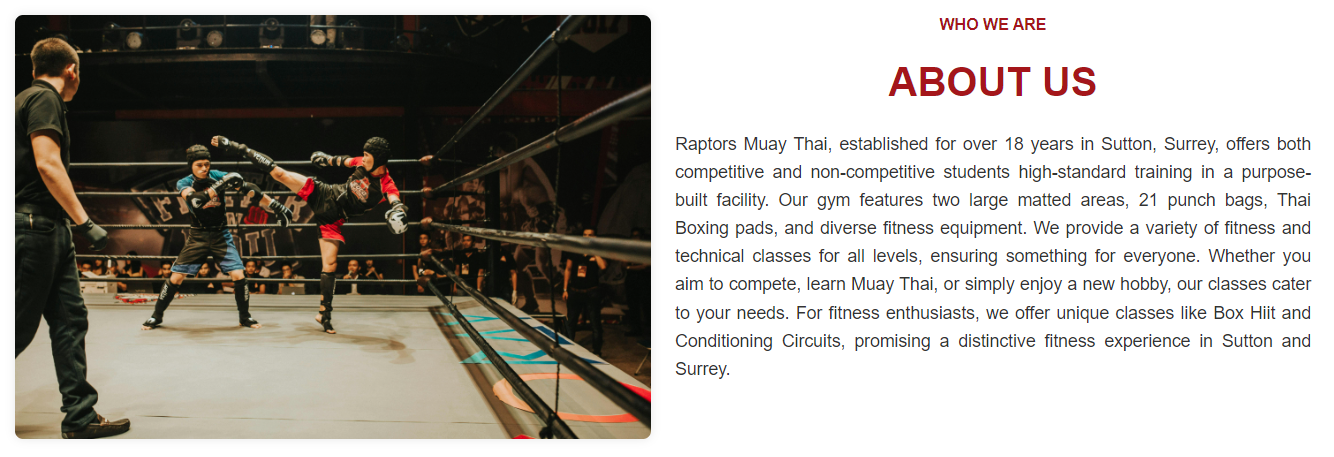 WHO WE ARE
ABOUT US
Raptors Muay Thai, established for over 18 years in Sutton, Surrey, offers both
competitive and non-competitive students high-standard training in a purpose-
built facility. Our gym features two large matted areas, 21 punch bags, Thai
Boxing pads, and diverse fitness equipment. We provide a variety of fitness and
technical classes for all levels, ensuring something for everyone. Whether you
aim to compete, learn Muay Thai, or simply enjoy a new hobby, our classes cater
to your needs. For fitness enthusiasts, we offer unique classes like Box Hiit and
Conditioning Circuits, promising a distinctive fitness experience in Sutton and
Surrey.